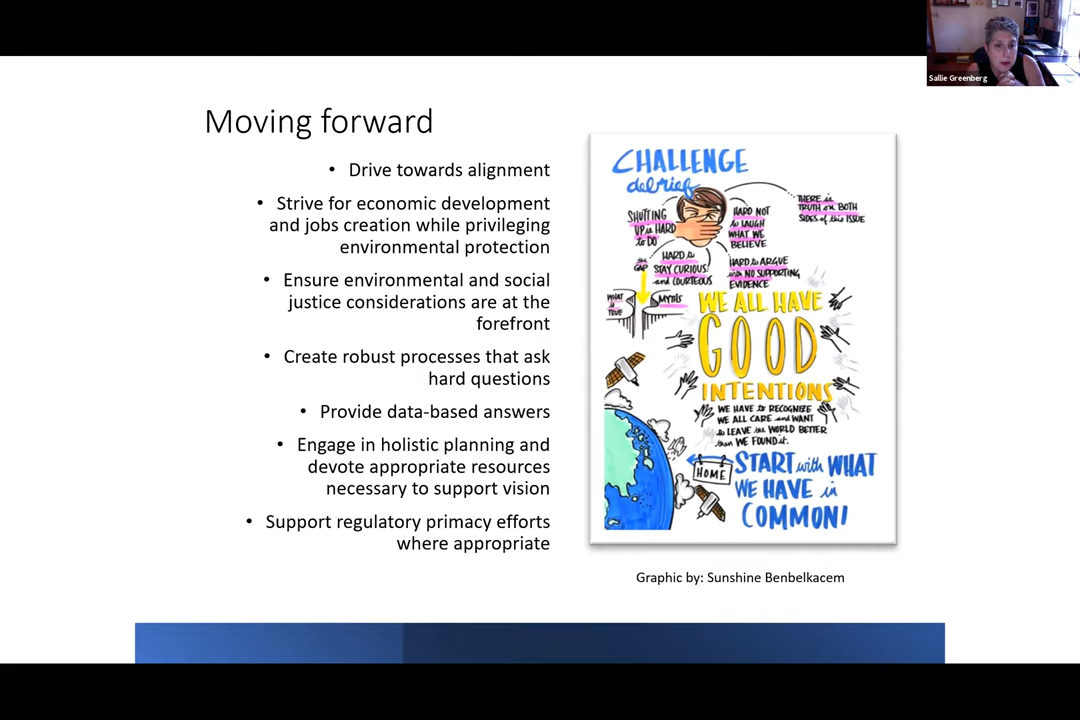 Sallie Greenberg
Moving forward
• Drive towards alignment
• Strive for economic development
and jobs creation while privileging
environmental protection
• Ensure environmental and social
justice considerations are at the
forefront
• Create robust processes that ask
hard questions
• Provide data-based answers
• Engage in holistic planning and
devote appropriate resources
necessary to support vision
• Support regulatory primacy efforts
where appropriate
CHALLENGE
debrief
SHUTTING
UP is HARD
to DO
HARD NOT
to LAUGH
WHAT WE
BELIEVE
THERE is
TRUTH on BOTH
SIDES of this ISSUE
HARD to
STAY CURIOUS
and COURTEOUS
HARD to ARGUE
with NO SUPPORTING
EVIDENCE
the
GAP
WHAT
is
TRUE
MYTHS
WE ALL HAVE
GOOD
INTENTIONS
WE HAVE to RECOGNIZE
WE ALL CARE and WANT
to LEAVE the WORLD BETTER
than WE FOUND it.
HOME
START with WHAT
WE HAVE in
COMMON!
Graphic by: Sunshine Benbelkacem